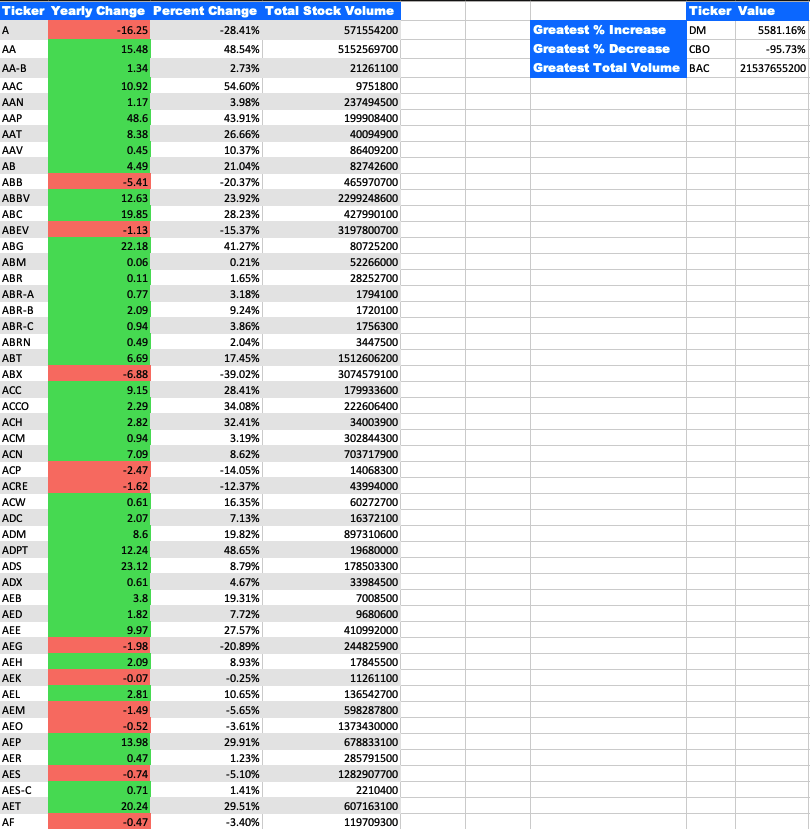 Ticker Yearly Change Percent Change Total Stock Volume Ticker Value
A -16.25 -28.41% 571554200 Greatest % Increase DM 5581.16%
AA 15.48 48.54% 5152569700 Greatest % Decrease CBO -95.73%
AA-B 1.34 2.73% 21261100 Greatest Total Volume BAC 21537655200
AAC 10.92 54.60% 9751800
AAN 1.17 3.98% 237494500
AAP 48.6 43.91% 199908400
AAT 8.38 26.66% 40094900
AAV 0.45 10.37% 86409200
AB 4.49 21.04% 82742600
ABB -5.41 -20.37% 465970700
ABBV 12.63 23.92% 2299248600
ABC 19.85 28.23% 427990100
ABEV -1.13 -15.37% 3197800700
ABG 22.18 41.27% 80725200
ABM 0.06 0.21% 52266000
ABR 0.11 1.65% 28252700
ABR-A 0.77 3.18% 1794100
ABR-B 2.09 9.24% 1720100
ABR-C 0.94 3.86% 1756300
ABRN 0.49 2.04% 3447500
ABT 6.69 17.45% 1512606200
ABX -6.88 -39.02% 3074579100
ACC 9.15 28.41% 179933600
ACCO 2.29 34.08% 222606400
ACH 2.82 32.41% 34003900
ACM 0.94 3.19% 302844300
ACN 7.09 8.62% 703717900
ACP -2.47 -14.05% 14068300
ACRE -1.62 -12.37% 43994000
ACW 0.61 16.35% 60272700
ADC 2.07 7.13% 16372100
ADM 8.6 19.82% 897310600
ADPT 12.24 48.65% 19680000
ADS 23.12 8.79% 178503300
ADX 0.61 4.67% 33984500
AEB 3.8 19.31% 7008500
AED 1.82 7.72% 9680600
AEE 9.97 27.57% 410992000
AEG -1.98 -20.89% 244825900
AEH 2.09 8.93% 17845500
AEK -0.07 -0.25% 11261100
AEL 2.81 10.65% 136542700
AEM -1.49 -5.65% 598287800
AEO -0.52 -3.61% 1373430000
AEP 13.98 29.91% 678833100
AER 0.47 1.23% 285791500
AES -0.74 -5.10% 1282907700
AES-C 0.71 1.41% 2210400
AET 20.24 29.51% 607163100
AF -0.47 -3.40% 119709300